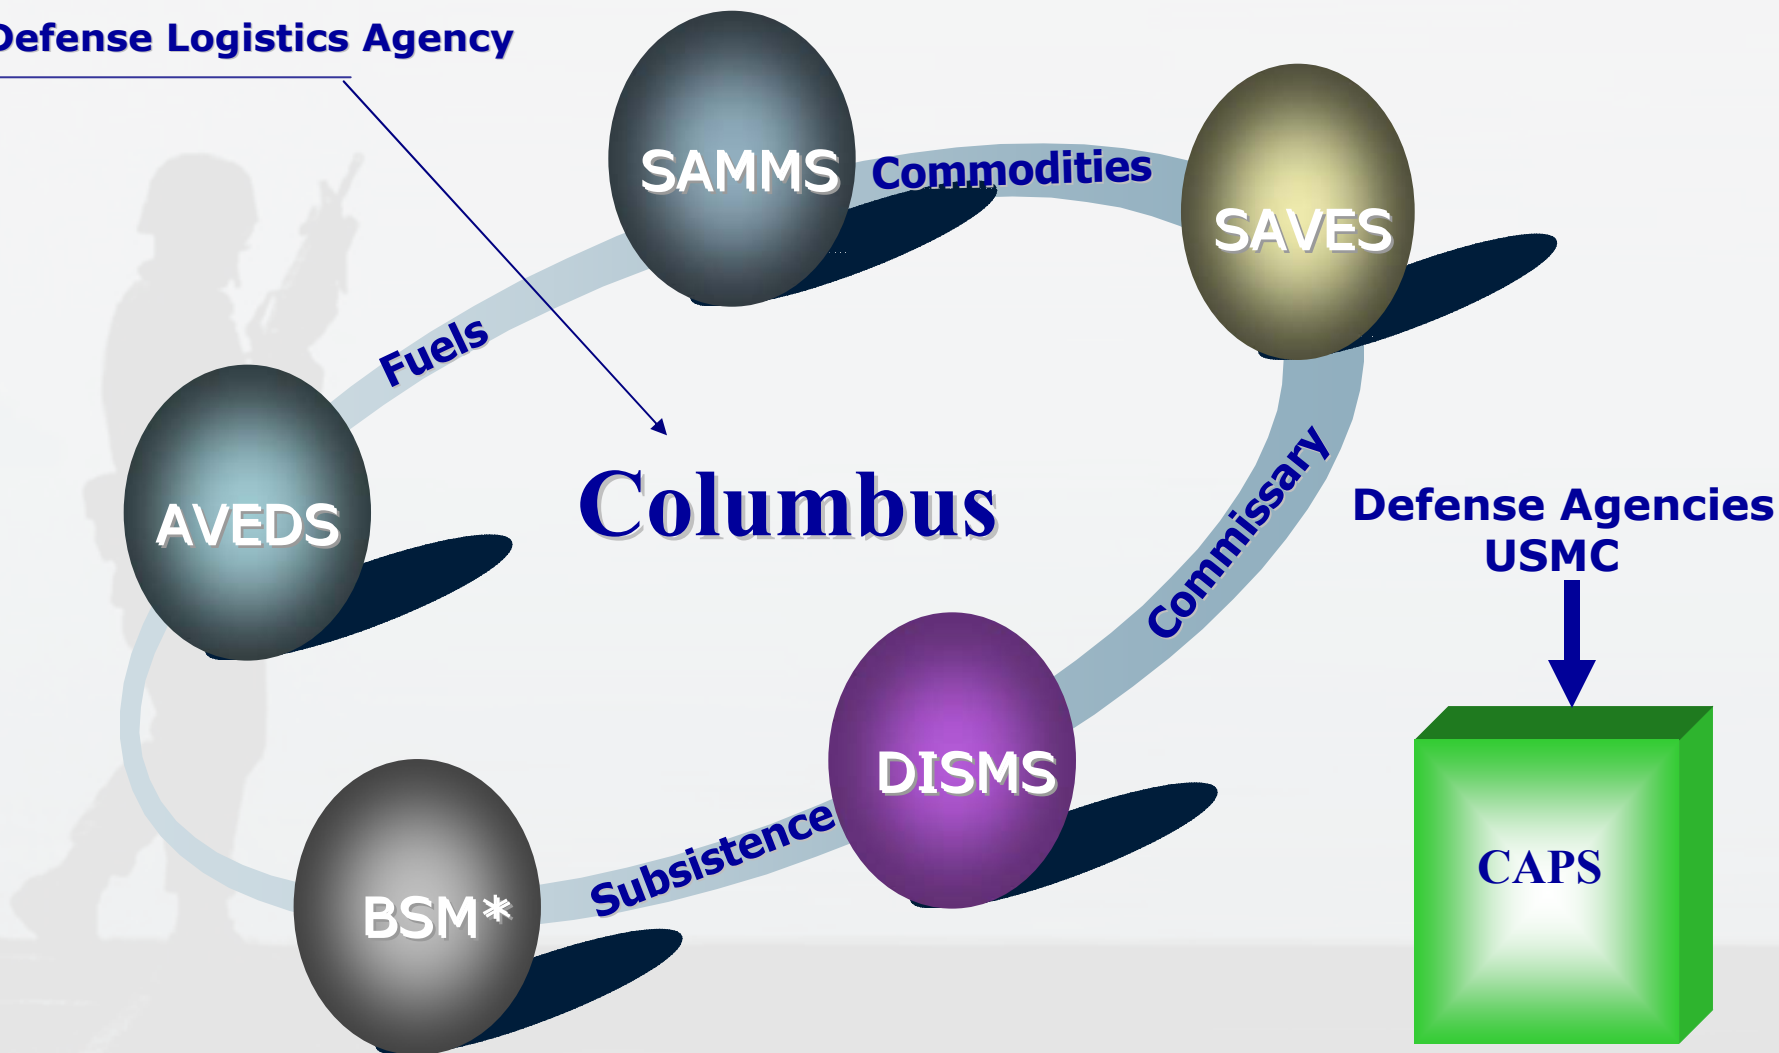 Defense Logistics Agency
SAMMS
Commodities
SAVES
Fuels
AVEDS
Columbus
Commissary
Defense Agencies
USMC
DISMS
Subsistence
BSM*
CAPS